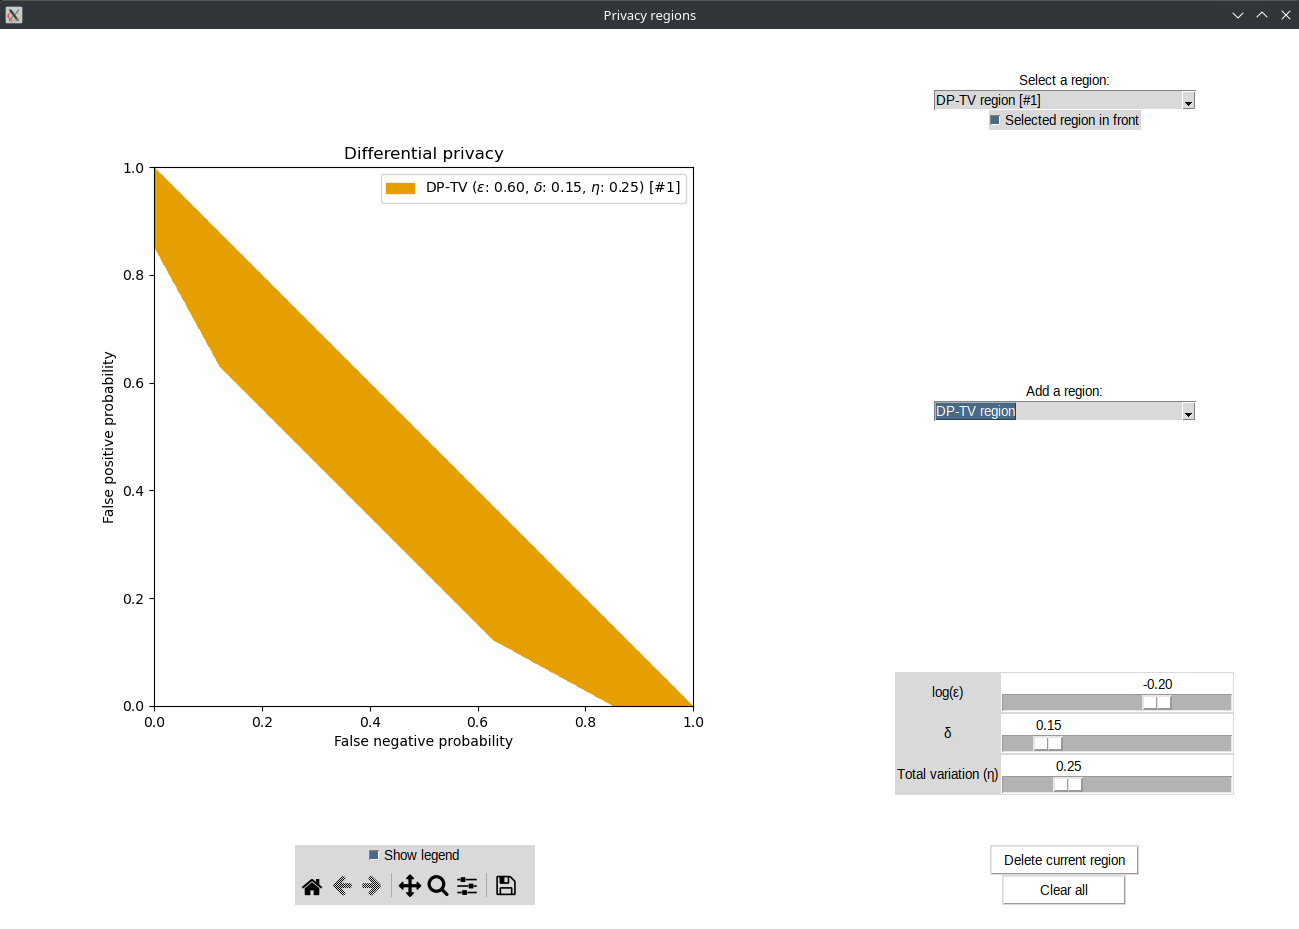 Privacy regions
Select a region:
DP-TV region [#1]
Selected region in front
Differential privacy
DP-TV (ε: 0.60, δ: 0.15, η: 0.25) [#1]
1.0
0.8
0.6
0.4
0.2
0.0
False positive probability
0.0 0.2 0.4 0.6 0.8 1.0
False negative probability
Add a region:
DP-TV region
log(ε)
-0.20
δ
0.15
Total variation (η)
0.25
Show legend
Delete current region
Clear all